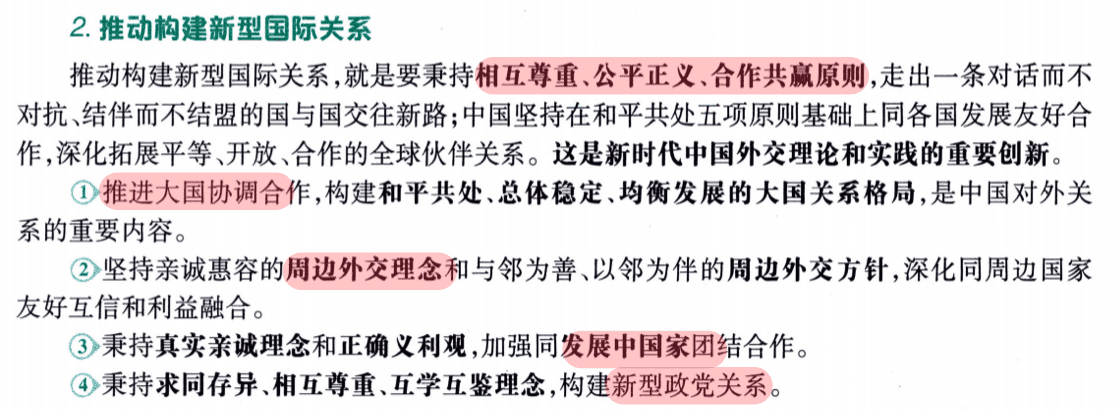 2. 推动构建新型国际关系
推动构建新型国际关系,就是要秉持相互尊重、公平正义、合作共赢原则,走出一条对话而不
对抗、结伴而不结盟的国与国交往新路;中国坚持在和平共处五项原则基础上同各国发展友好合
作,深化拓展平等、开放、合作的全球伙伴关系。这是新时代中国外交理论和实践的重要创新。
①推进大国协调合作,构建和平共处、总体稳定、均衡发展的大国关系格局,是中国对外关
系的重要内容。
②坚持亲诚惠容的周边外交理念和与邻为善、以邻为伴的周边外交方针,深化同周边国家
友好互信和利益融合。
③秉持真实亲诚理念和正确义利观,加强同发展中国家团结合作。
④秉持求同存异、相互尊重、互学互鉴理念,构建新型政党关系。